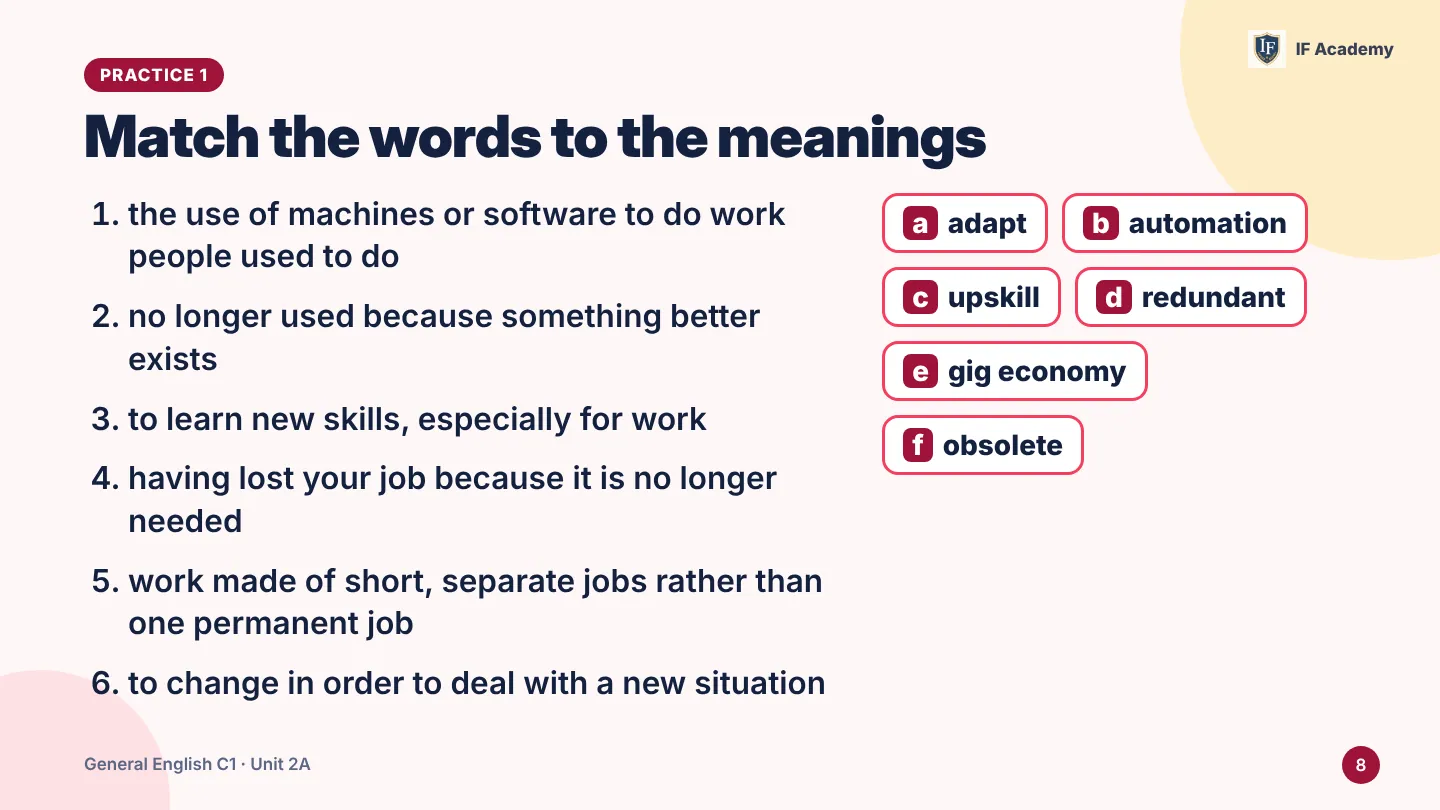 IF
IF Academy
PRACTICE 1
Match the words to the meanings
1. the use of machines or software to do work
people used to do
2. no longer used because something better
exists
3. to learn new skills, especially for work
4. having lost your job because it is no longer
needed
5. work made of short, separate jobs rather than
one permanent job
6. to change in order to deal with a new situation
a adapt
b automation
c upskill
d redundant
e gig economy
f obsolete
General English C1 · Unit 2A
8